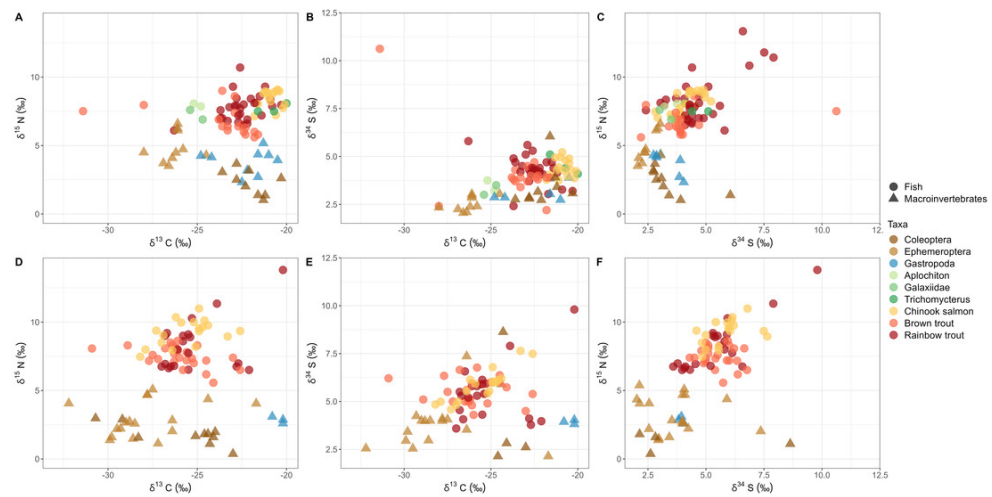 A
B
C
δ15 N (‰)
10
5
0
-30
-25
-20
δ13 C (‰)
δ34 S (‰)
12.5
10.0
7.5
5.0
2.5
-30
-25
-20
δ13 C (‰)
δ15 N (‰)
10
5
0
2.5
5.0
7.5
10.0
12.5
δ34 S (‰)
Fish
Macroinvertebrates
Taxa
Coleoptera
Ephemeroptera
Gastropoda
Aplochiton
Galaxiidae
Trichomycterus
Chinook salmon
Brown trout
Rainbow trout
D
E
F
δ15 N (‰)
10
5
0
-30
-25
-20
δ13 C (‰)
δ34 S (‰)
12.5
10.0
7.5
5.0
2.5
-30
-25
-20
δ13 C (‰)
δ15 N (‰)
10
5
0
2.5
5.0
7.5
10.0
12.5
δ34 S (‰)